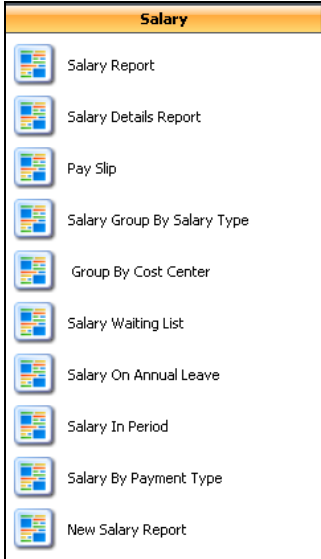 Salary
Salary Report
Salary Details Report
Pay Slip
Salary Group By Salary Type
Group By Cost Center
Salary Waiting List
Salary On Annual Leave
Salary In Period
Salary By Payment Type
New Salary Report